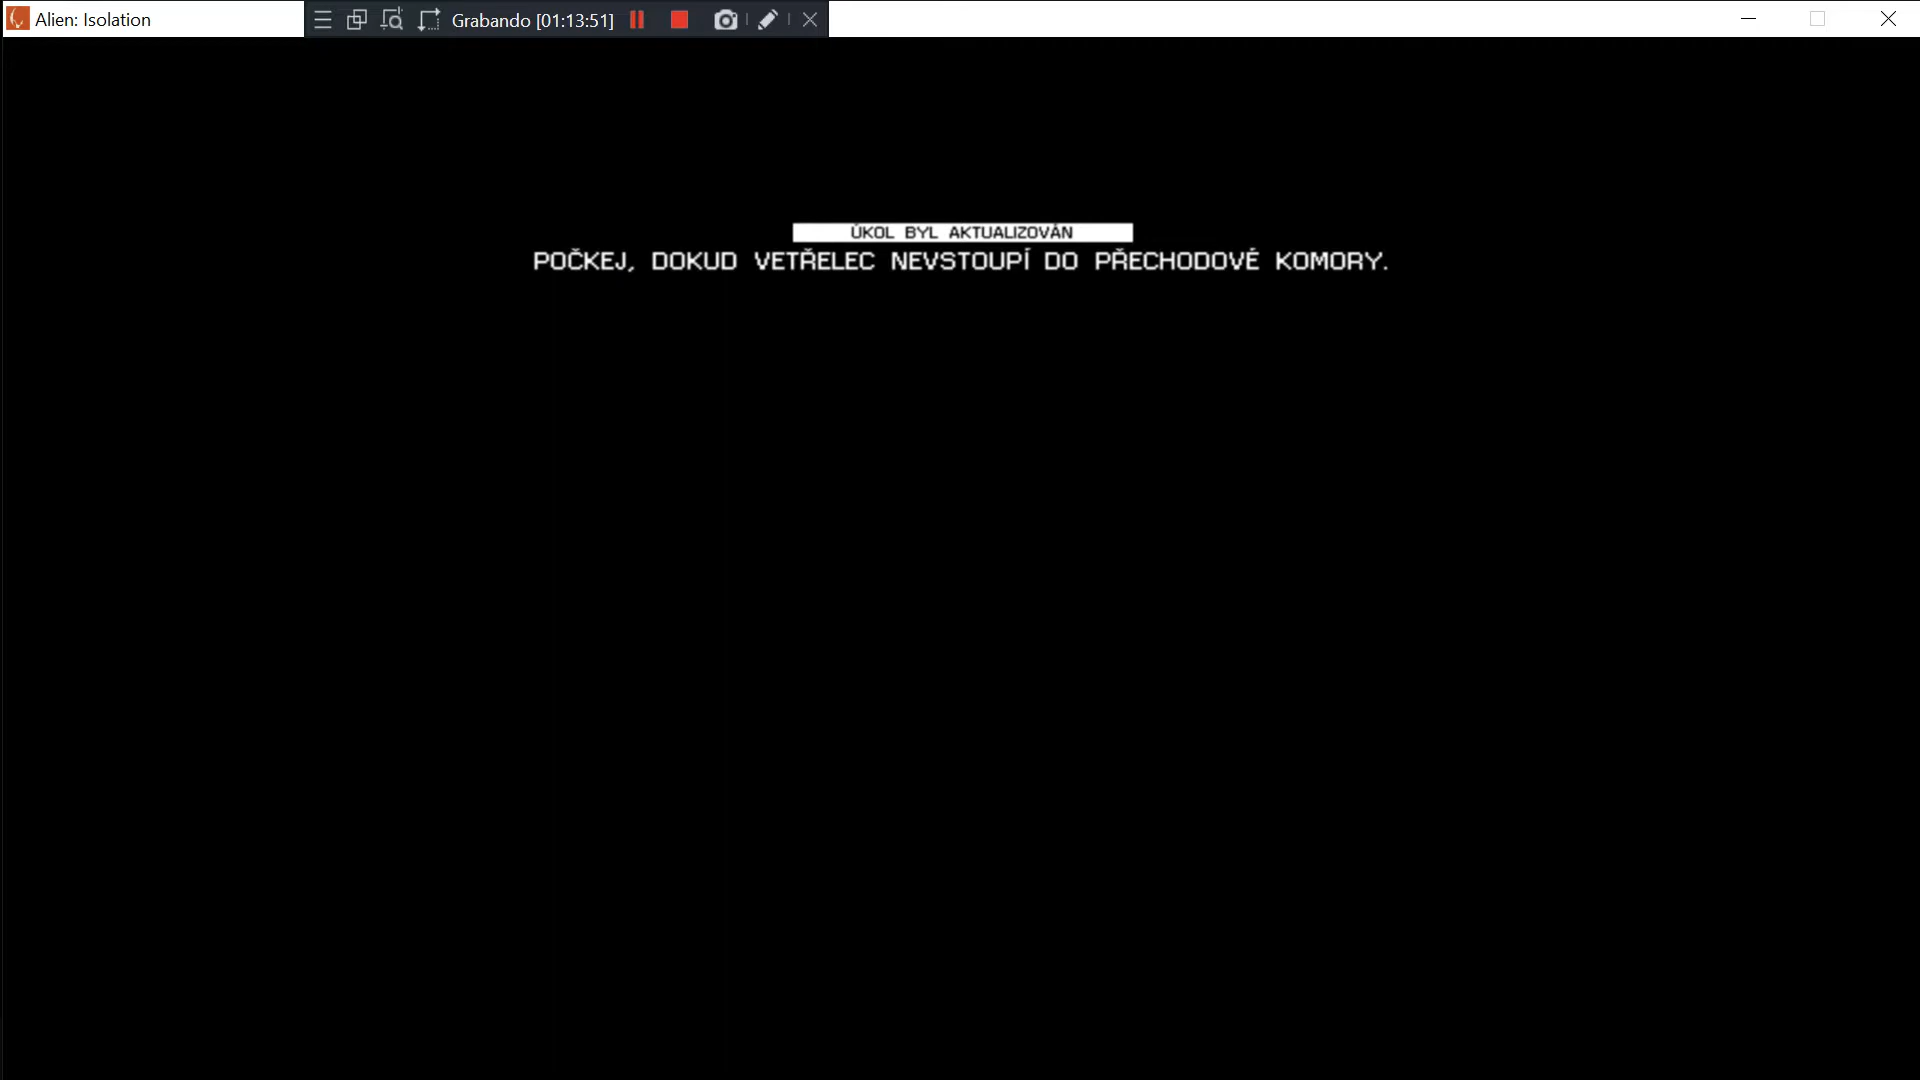 Alien: Isolation
Grabando [01:13:51]
ÚKOL BYL AKTUALIZOVÁN
POČKEJ, DOKUD VETŘELEC NEVSTOUPÍ DO PŘECHODOVÉ KOMORY.